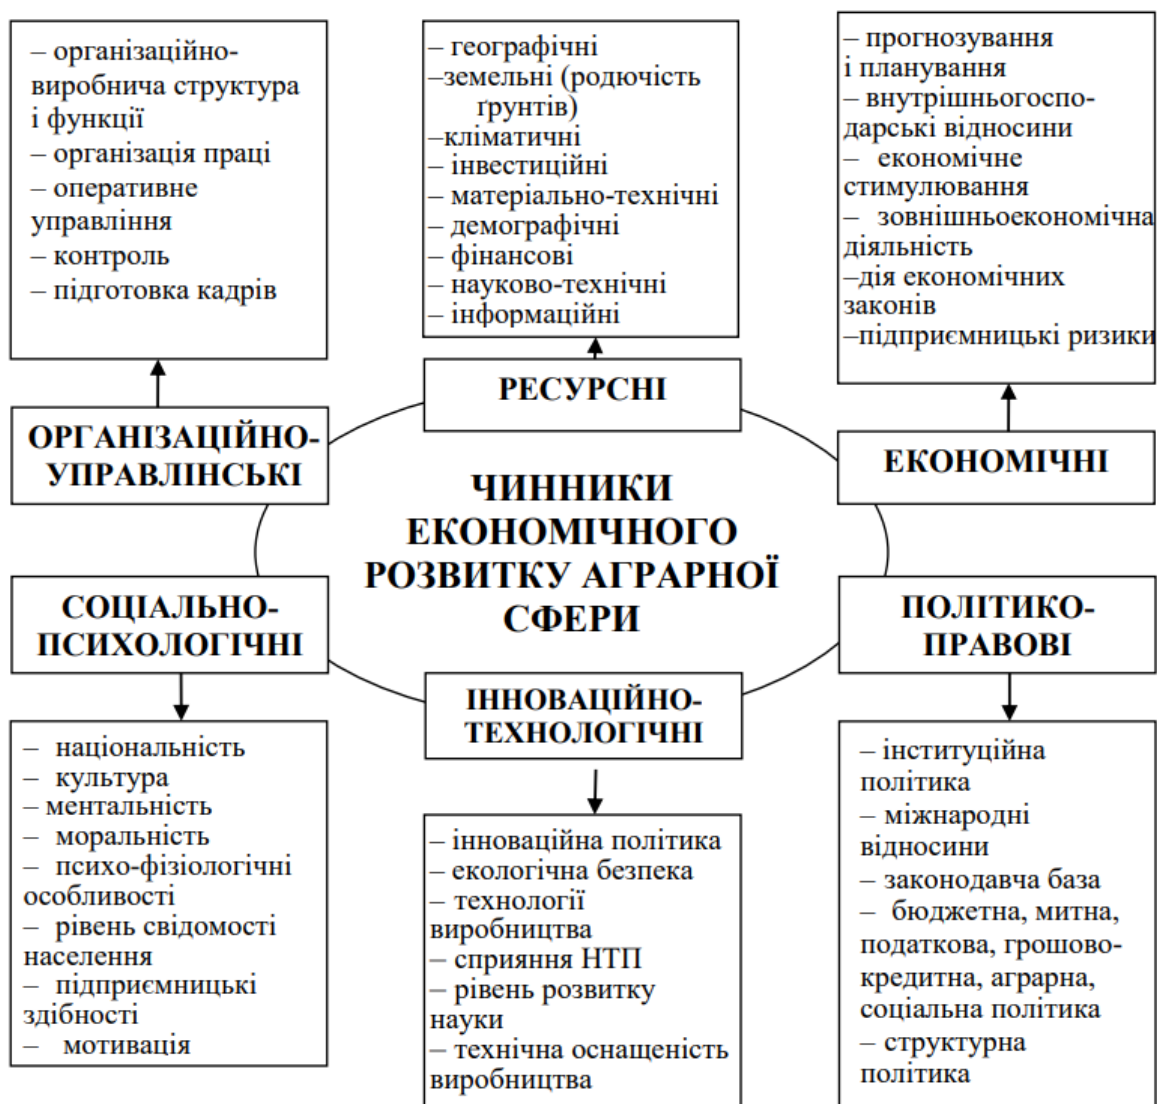 – організаційно-
виробнича структура
і функції
– організація праці
– оперативне
управління
– контроль
– підготовка кадрів
– географічні
–земельні (родючість
ґрунтів)
–кліматичні
– інвестиційні
– матеріально-технічні
– демографічні
– фінансові
– науково-технічні
– інформаційні
– прогнозування
і планування
– внутрішньогоспо-
дарські відносини
– економічне
стимулювання
– зовнішньоекономічна
діяльність
–дія економічних
законів
–підприємницькі ризики
ОРГАНІЗАЦІЙНО-
УПРАВЛІНСЬКІ
РЕСУРСНІ
ЕКОНОМІЧНІ
ЧИННИКИ
ЕКОНОМІЧНОГО
РОЗВИТКУ АГРАРНОЇ
СФЕРИ
СОЦІАЛЬНО-
ПСИХОЛОГІЧНІ
ІННОВАЦІЙНО-
ТЕХНОЛОГІЧНІ
ПОЛІТИКО-
ПРАВОВІ
– національність
– культура
– ментальність
– моральність
– психо-фізіологічні
особливості
– рівень свідомості
населення
– підприємницькі
здібності
– мотивація
– інноваційна політика
– екологічна безпека
– технології
виробництва
– сприяння НТП
– рівень розвитку
науки
– технічна оснащеність
виробництва
– інституційна
політика
– міжнародні
відносини
– законодавча база
– бюджетна, митна,
податкова, грошово-
кредитна, аграрна,
соціальна політика
– структурна
політика